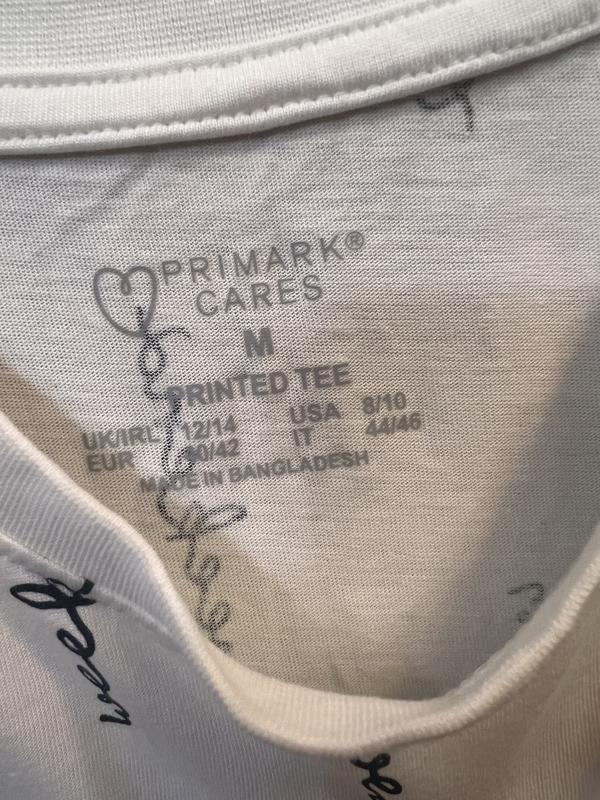 PRIMARK®
CARES
M
PRINTED TEE
UK/IRL 12/14 USA 8/10
EUR 40/42 IT 44/46
MADE IN BANGLADESH
week